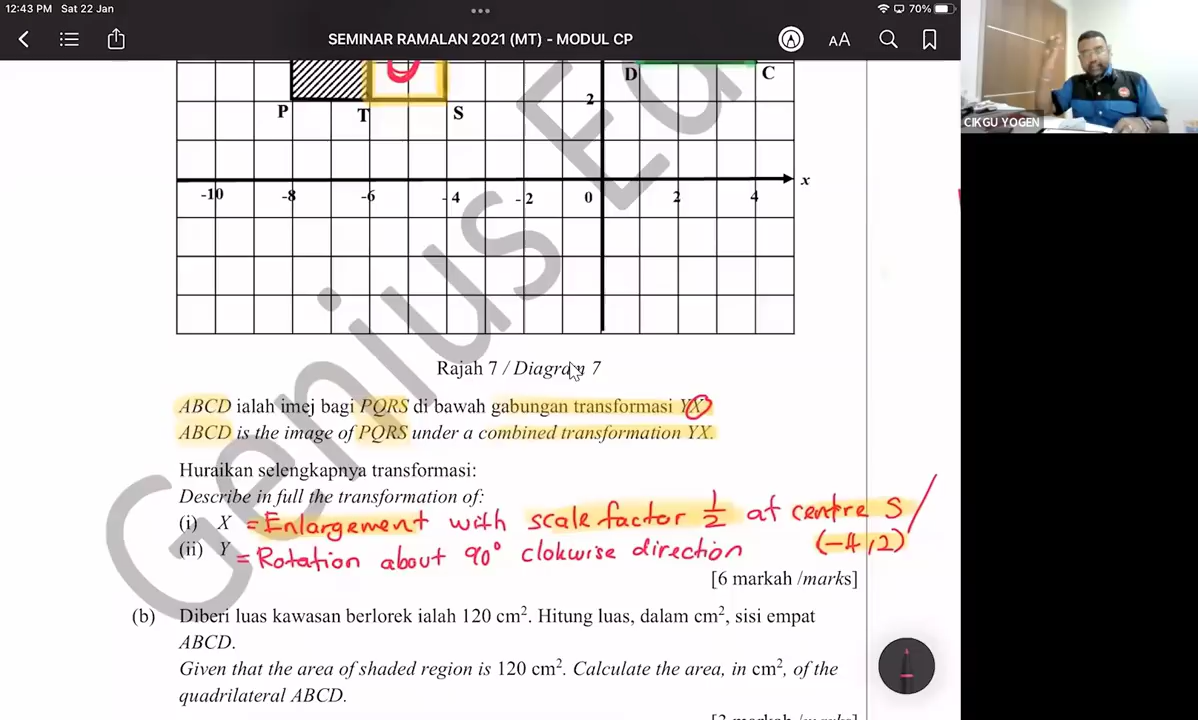 12:43 PM Sat 22 Jan
70%
SEMINAR RAMALAN 2021 (MT) - MODUL CP
AA
CIKGU YOGEN
D C
P T S 2
-10 -8 -6 - 4 - 2 0 2 4 x
Genius Ed
Rajah 7 / Diagram 7
ABCD ialah imej bagi PQRS di bawah gabungan transformasi YX
ABCD is the image of PQRS under a combined transformation YX.
Huraikan selengkapnya transformasi:
Describe in full the transformation of:
(i) X = Enlargement with scale factor 1/2 at centre S /
(-4,2)
(ii) Y = Rotation about 90° clokwise direction
[6 markah /marks]
(b) Diberi luas kawasan berlorek ialah 120 cm². Hitung luas, dalam cm², sisi empat
ABCD.
Given that the area of shaded region is 120 cm². Calculate the area, in cm², of the
quadrilateral ABCD.